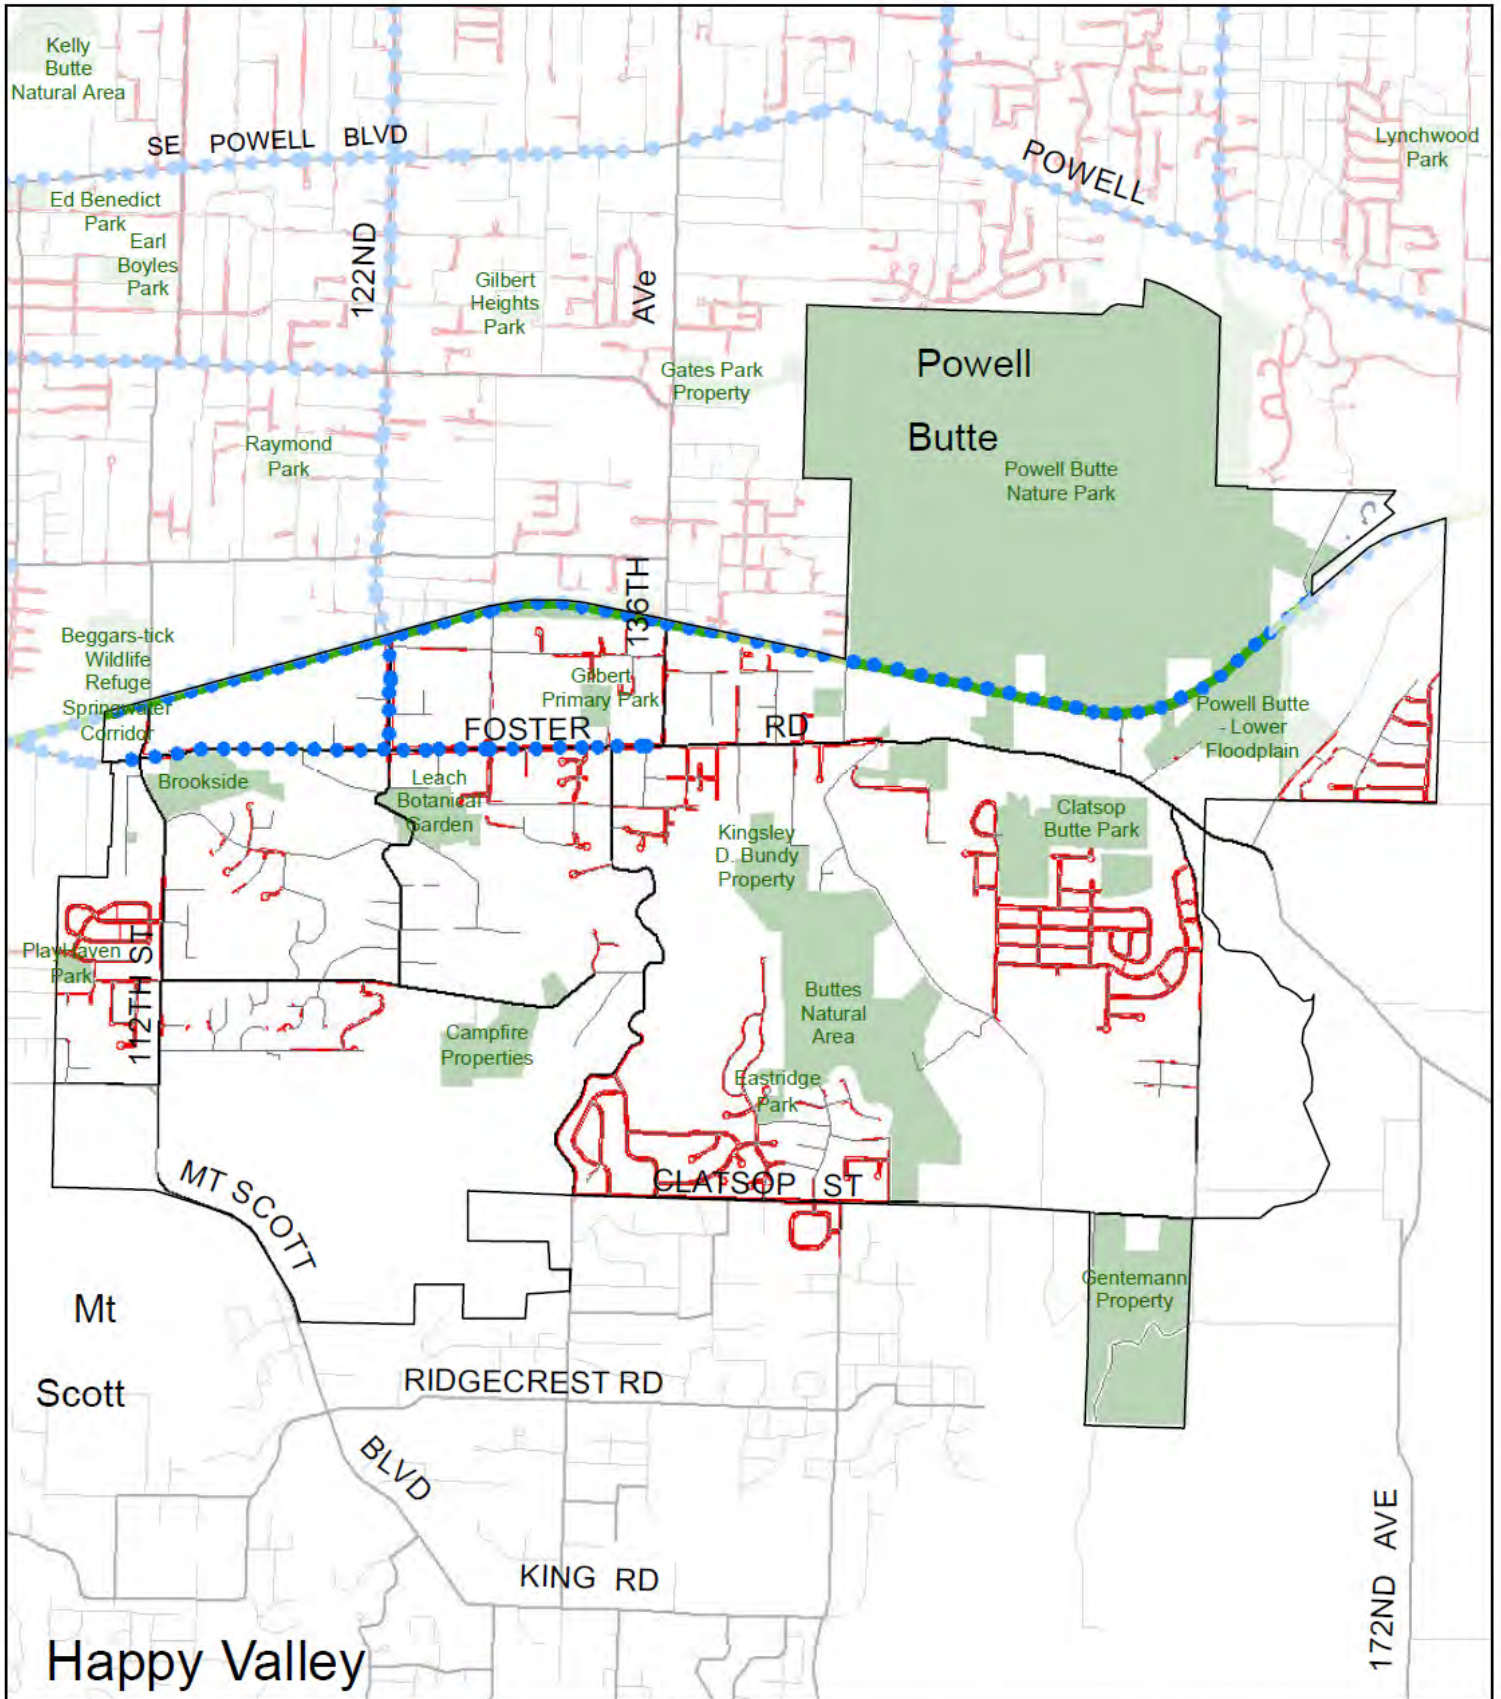 Kelly
Butte
Natural Area
SE POWELL BLVD
POWELL
Lynchwood
Park
Ed Benedict
Park
Earl
Boyles
Park
122ND
Gilbert
Heights
Park
AVe
Gates Park
Property
Powell
Butte
Powell Butte
Nature Park
Raymond
Park
136TH
Beggars-tick
Wildlife
Refuge
Springwater
Corridor
Gilbert
Primary Park
FOSTER RD
Powell Butte
- Lower
Floodplain
Brookside
Leach
Botanical
Garden
Clatsop
Butte Park
Kingsley
D. Bundy
Property
PlayHaven
Park
112TH ST
Buttes
Natural
Area
Campfire
Properties
Eastridge
Park
CLATSOP ST
MT SCOTT
Mt
Scott
Gentemann
Property
RIDGECREST RD
BLVD
KING RD
172ND AVE
Happy Valley